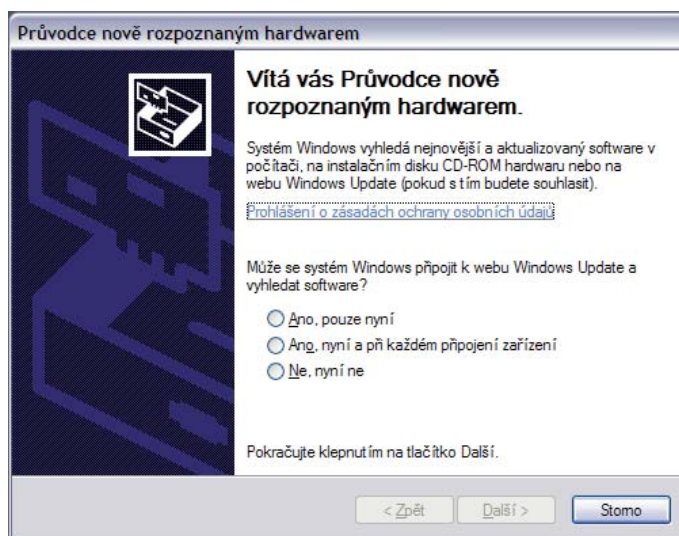 Průvodce nově rozpoznaným hardwarem
Vítá vás Průvodce nově
rozpoznaným hardwarem.
Systém Windows vyhledá nejnovější a aktualizovaný software v
počítači, na instalačním disku CD-ROM hardwaru nebo na
webu Windows Update (pokud s tím budete souhlasit).
Prohlášení o zásadách ochrany osobních údajů
Může se systém Windows připojit k webu Windows Update a
vyhledat software?
Ano, pouze nyní
Ano, nyní a při každém připojení zařízení
Ne, nyní ne
Pokračujte klepnutím na tlačítko Další.
< Zpět
Další >
Storno